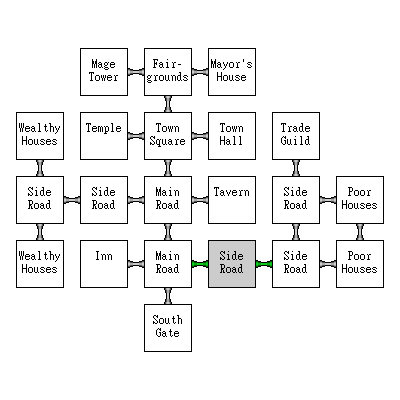 Mage
Tower
Fair-
grounds
Mayor's
House
Wealthy
Houses
Temple
Town
Square
Town
Hall
Trade
Guild
Side
Road
Side
Road
Main
Road
Tavern
Side
Road
Poor
Houses
Wealthy
Houses
Inn
Main
Road
Side
Road
Side
Road
Poor
Houses
South
Gate